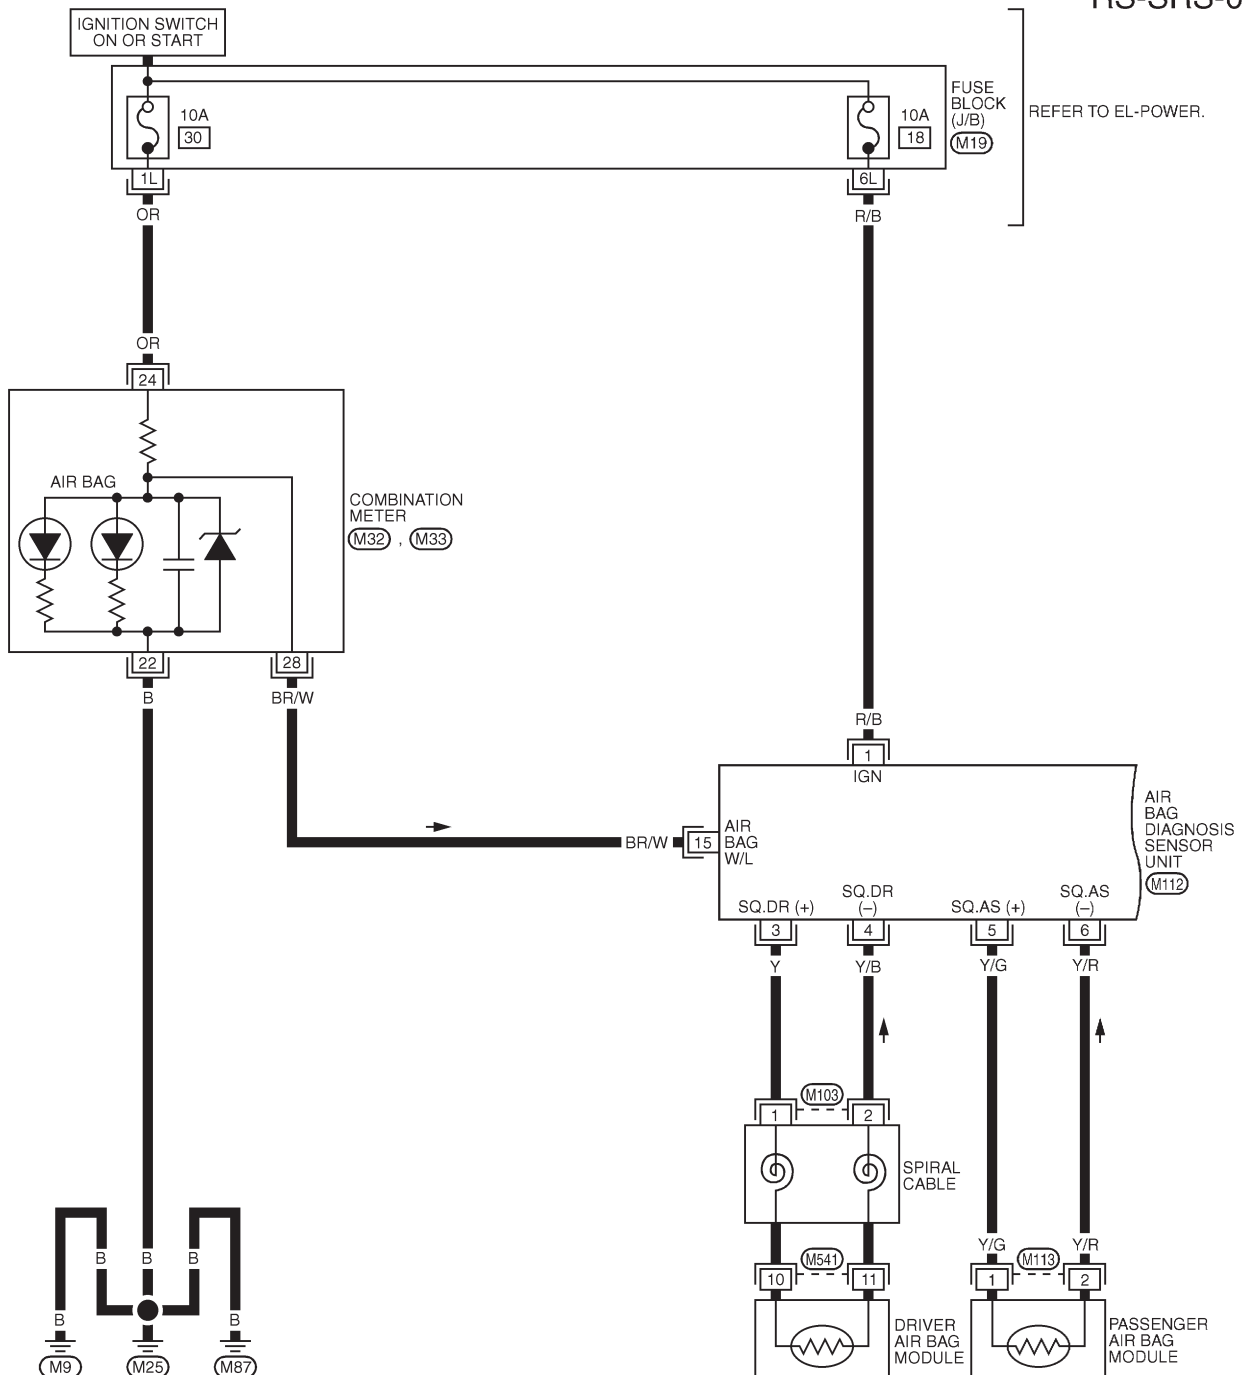 RS-SRS-0
IGNITION SWITCH
ON OR START
10A
30
10A
18
FUSE
BLOCK
(J/B)
M19
REFER TO EL-POWER.
1L
6L
OR
R/B
OR
24
AIR BAG
COMBINATION
METER
M32 , M33
22
28
B
BR/W
R/B
1
IGN
BR/W
15
AIR
BAG
W/L
AIR
BAG
DIAGNOSIS
SENSOR
UNIT
M112
SQ.DR (+)
SQ.DR
(–)
SQ.AS (+)
SQ.AS
(–)
3
4
5
6
Y
Y/B
Y/G
Y/R
M103
1
2
SPIRAL
CABLE
B
B
B
Y/G
Y/R
M541
M113
10
11
1
2
B
B
DRIVER
AIR BAG
MODULE
PASSENGER
AIR BAG
MODULE
M9
M25
M87